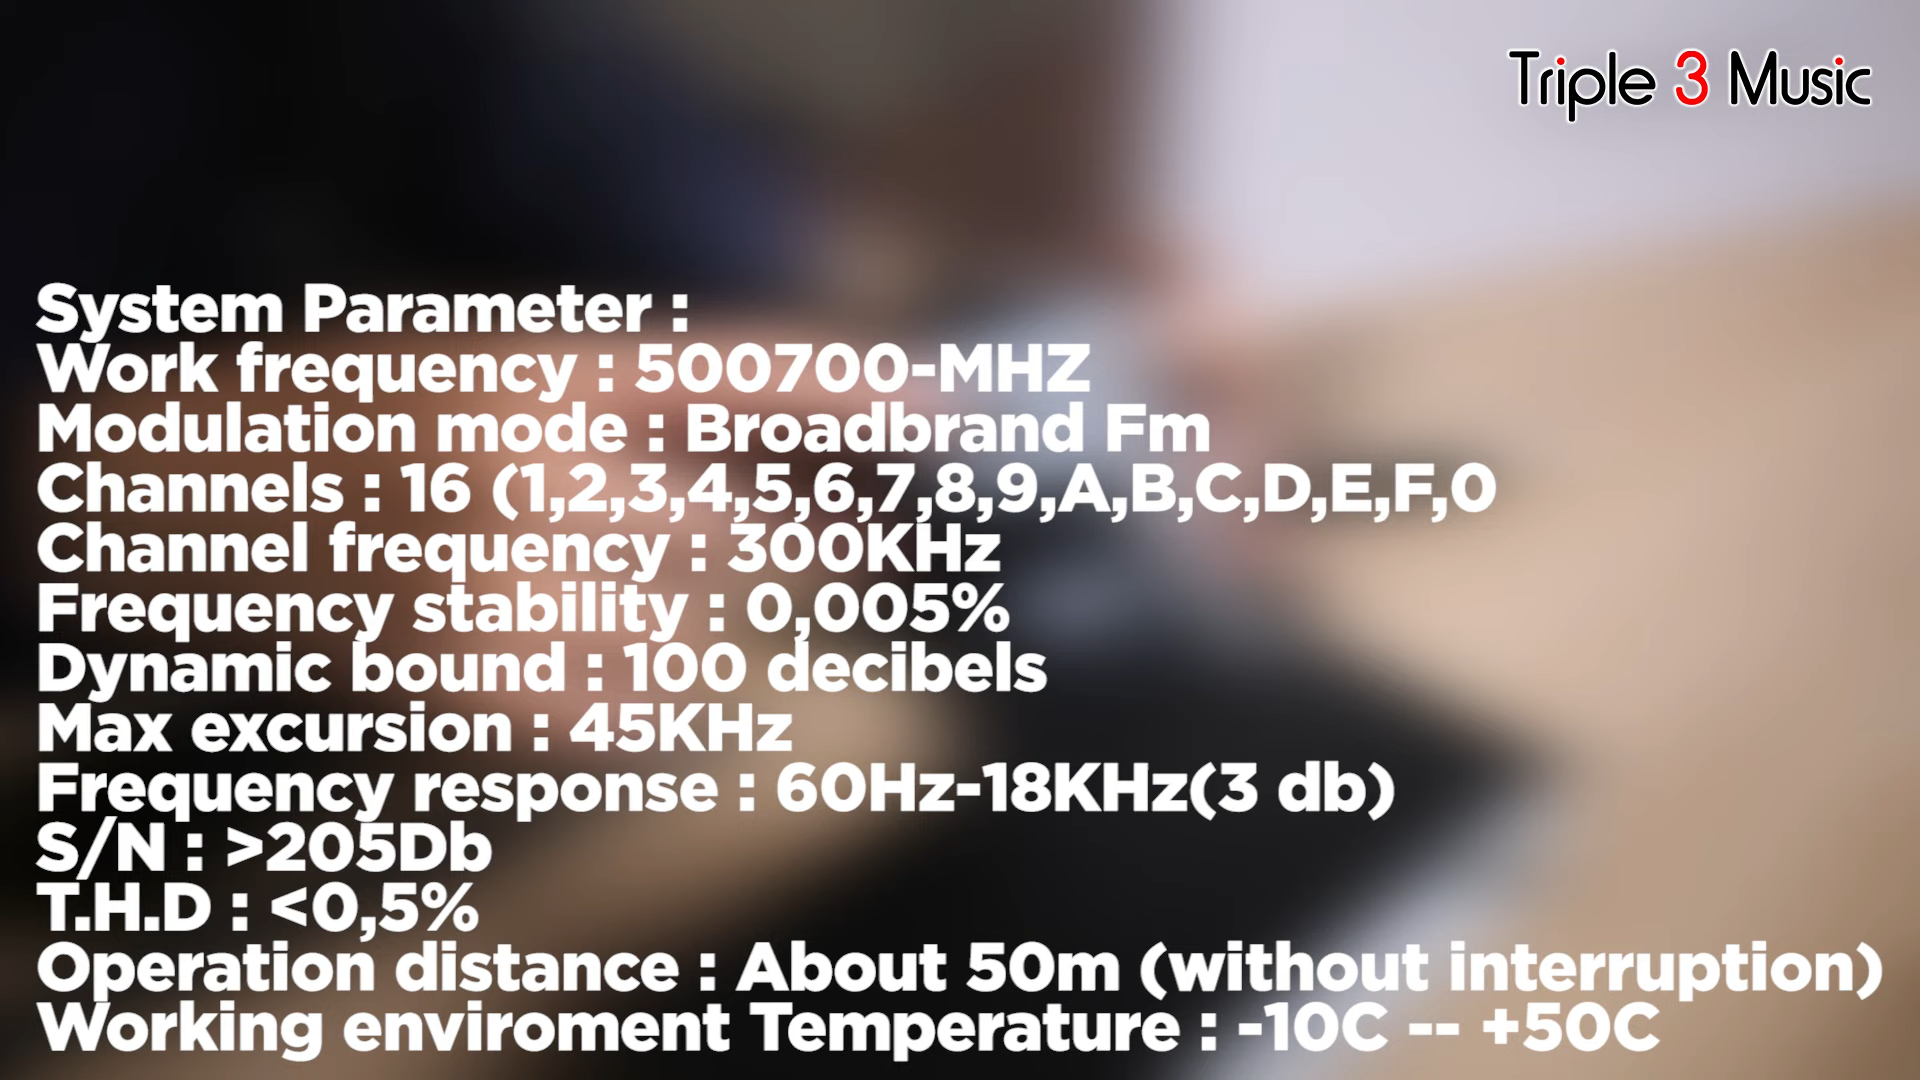 Triple 3 Music
System Parameter :
Work frequency : 500700-MHZ
Modulation mode : Broadbrand Fm
Channels : 16 (1,2,3,4,5,6,7,8,9,A,B,C,D,E,F,0
Channel frequency : 300KHz
Frequency stability : 0,005%
Dynamic bound : 100 decibels
Max excursion : 45KHz
Frequency response : 60Hz-18KHz(3 db)
S/N : >205Db
T.H.D : <0,5%
Operation distance : About 50m (without interruption)
Working enviroment Temperature : -10C -- +50C